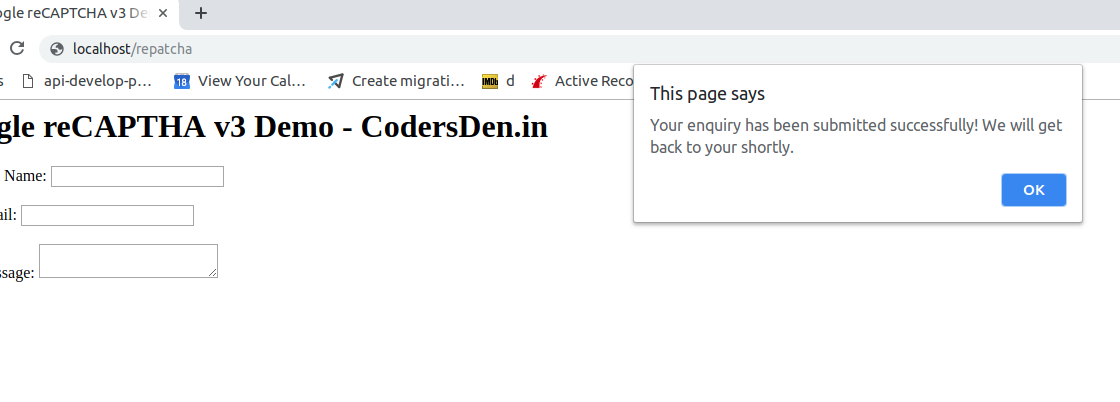 ogle reCAPTCHA v3 De
localhost/repatcha
s api-develop-p... 18 View Your Cal... Create migrati... IMDb d Active Reco
gle reCAPTHA v3 Demo - CodersDen.in
Name:
ail:
ssage:
This page says
Your enquiry has been submitted successfully! We will get
back to your shortly.
OK